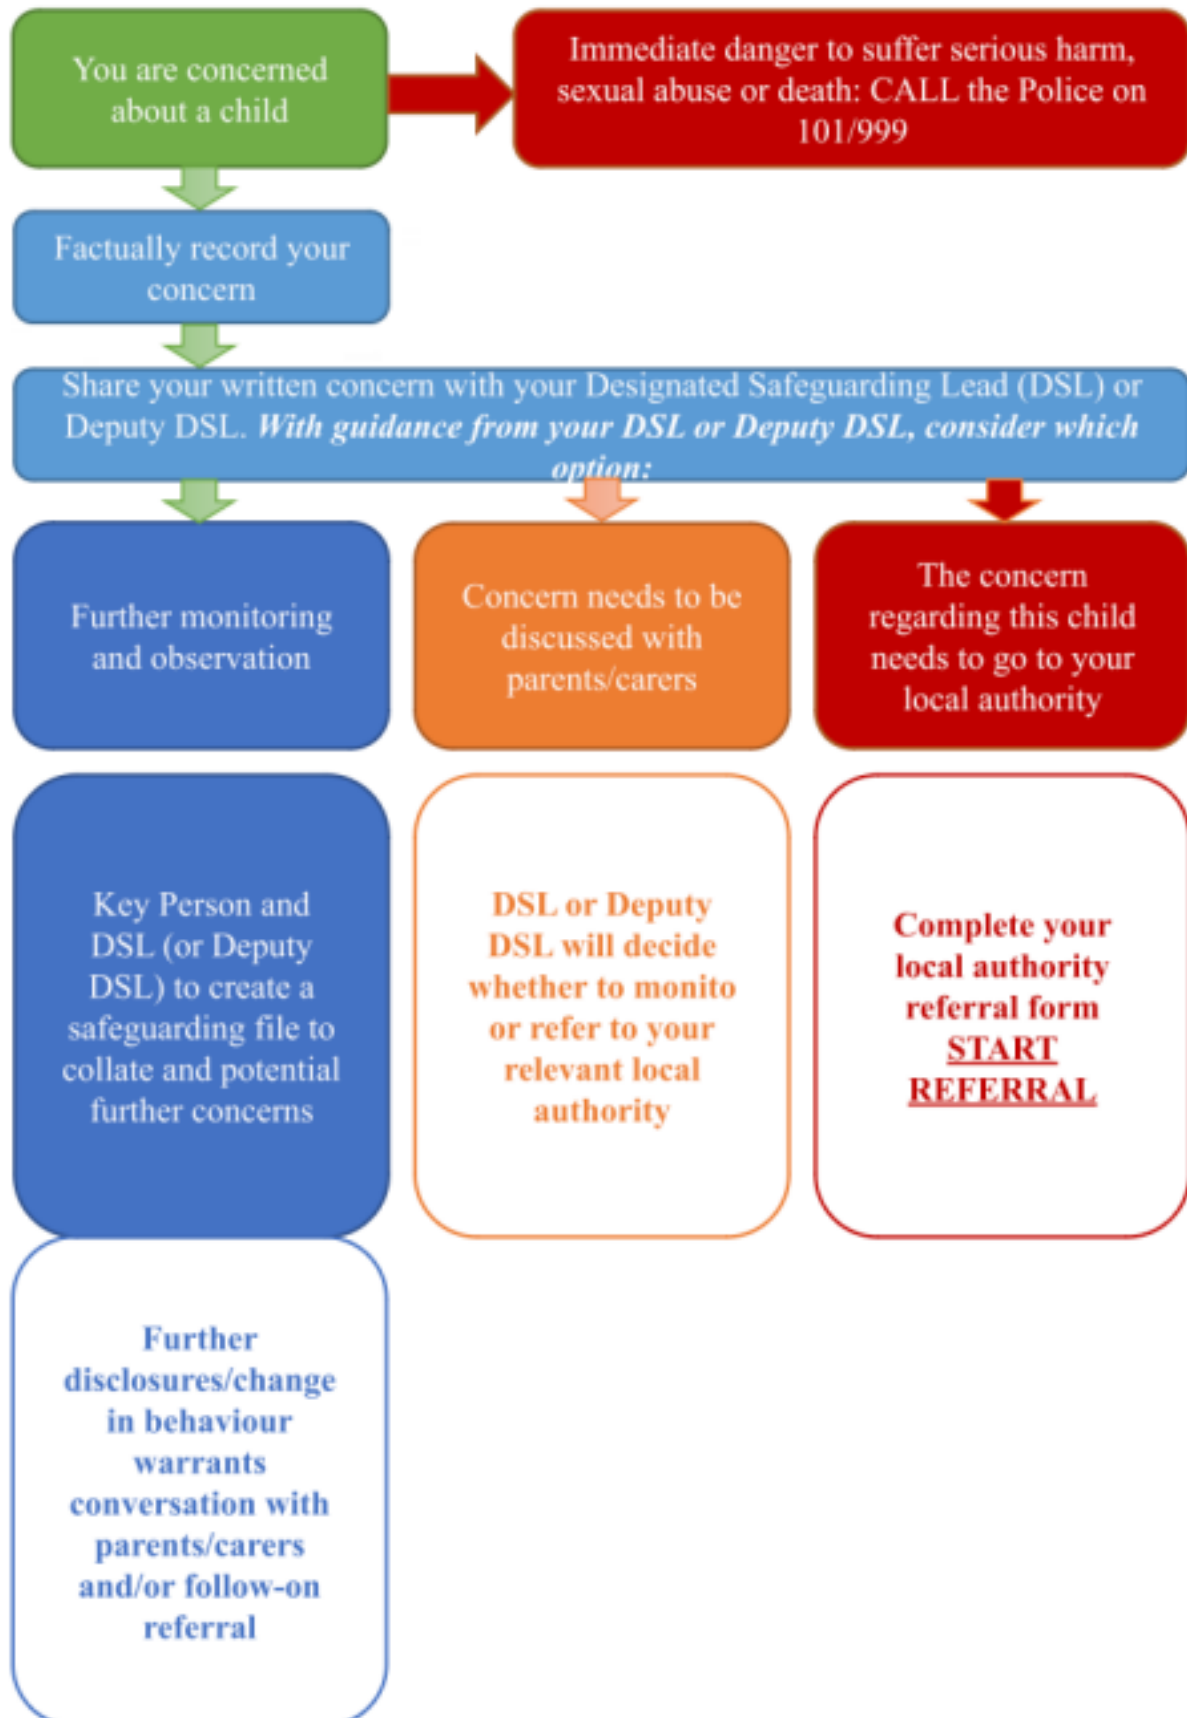 You are concerned
about a child
Immediate danger to suffer serious harm,
sexual abuse or death: CALL the Police on
101/999
Factually record your
concern
Share your written concern with your Designated Safeguarding Lead (DSL) or
Deputy DSL. With guidance from your DSL or Deputy DSL, consider which
option:
Further monitoring
and observation
Concern needs to be
discussed with
parents/carers
The concern
regarding this child
needs to go to your
local authority
Key Person and
DSL (or Deputy
DSL) to create a
safeguarding file to
collate and potential
further concerns
DSL or Deputy
DSL will decide
whether to monito
or refer to your
relevant local
authority
Complete your
local authority
referral form
START
REFERRAL
Further
disclosures/change
in behaviour
warrants
conversation with
parents/carers
and/or follow-on
referral